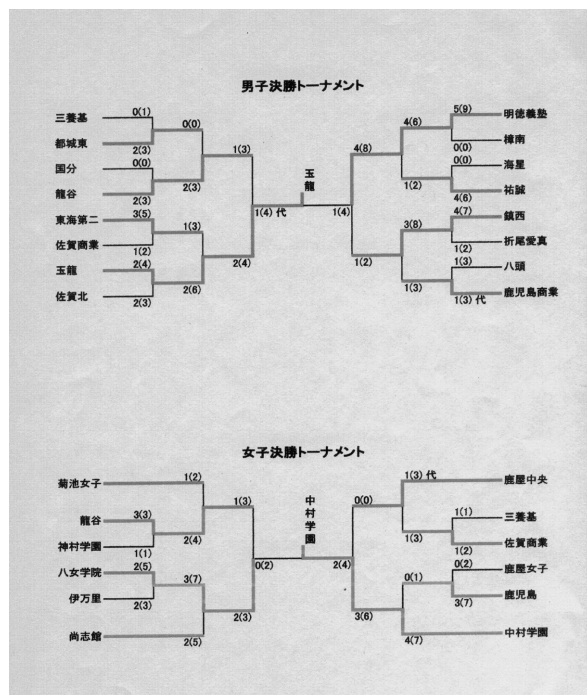 男子決勝トーナメント
三養基
0(1)
都城東
2(3)
0(0)
国分
0(0)
龍谷
2(3)
2(3)
1(3)
東海第二
3(5)
佐賀商業
1(2)
1(3)
玉龍
2(4)
佐賀北
2(3)
2(6)
2(4)
1(4) 代
玉龍
1(4)
4(8)
1(2)
4(6)
1(2)
3(8)
1(3)
5(9)
明徳義塾
樟南
0(0)
0(0)
海星
祐誠
4(6)
4(7)
鎮西
折尾愛真
1(2)
1(3)
八頭
鹿児島商業
1(3) 代
女子決勝トーナメント
菊池女子
1(2)
龍谷
3(3)
神村学園
1(1)
2(4)
1(3)
八女学院
2(5)
伊万里
2(3)
3(7)
尚志館
2(5)
2(3)
0(2)
中村学園
2(4)
0(0)
3(6)
1(3) 代
鹿屋中央
1(3)
1(1)
三養基
佐賀商業
1(2)
0(2)
鹿屋女子
0(1)
鹿児島
3(7)
中村学園
4(7)